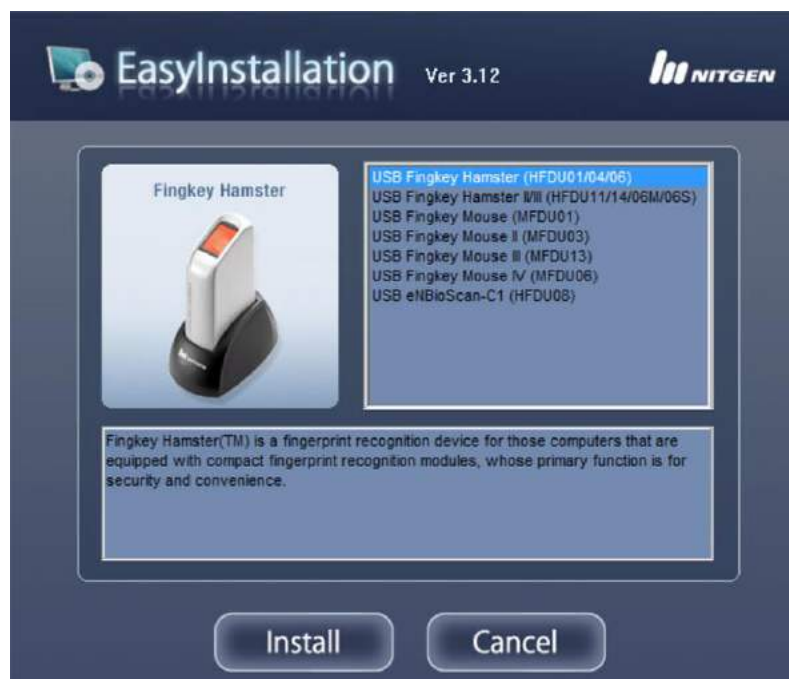 EasyInstallation Ver 3.12
NITGEN
Fingkey Hamster
USB Fingkey Hamster (HFDU01/04/06)
USB Fingkey Hamster II/III (HFDU11/14/06M/06S)
USB Fingkey Mouse (MFDU01)
USB Fingkey Mouse II (MFDU03)
USB Fingkey Mouse III (MFDU13)
USB Fingkey Mouse IV (MFDU06)
USB eNBioScan-C1 (HFDU08)
Fingkey Hamster(TM) is a fingerprint recognition device for those computers that are
equipped with compact fingerprint recognition modules, whose primary function is for
security and convenience.
Install
Cancel